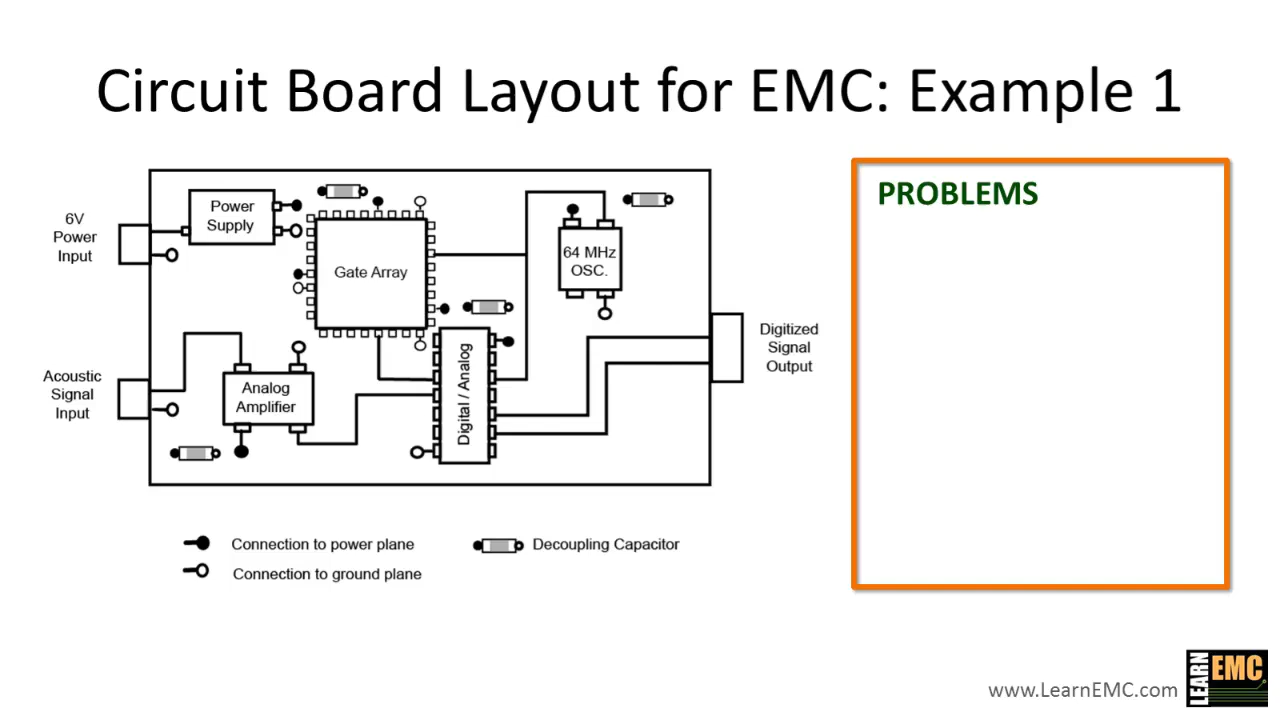 Circuit Board Layout for EMC: Example 1
PROBLEMS
6V
Power
Input
Power
Supply
Gate Array
64 MHz
OSC.
Digitized
Signal
Output
Acoustic
Signal
Input
Analog
Amplifier
Digital / Analog
Connection to power plane
Decoupling Capacitor
Connection to ground plane
www.LearnEMC.com
LEARN
EMC